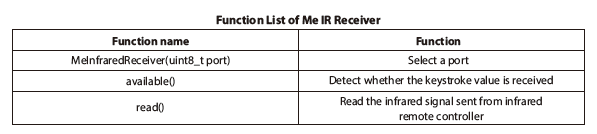 Function List of Me IR Receiver
Function name Function
MeInfraredReceiver(uint8_t port) Select a port
available() Detect whether the keystroke value is received
read() Read the infrared signal sent from infrared
remote controller